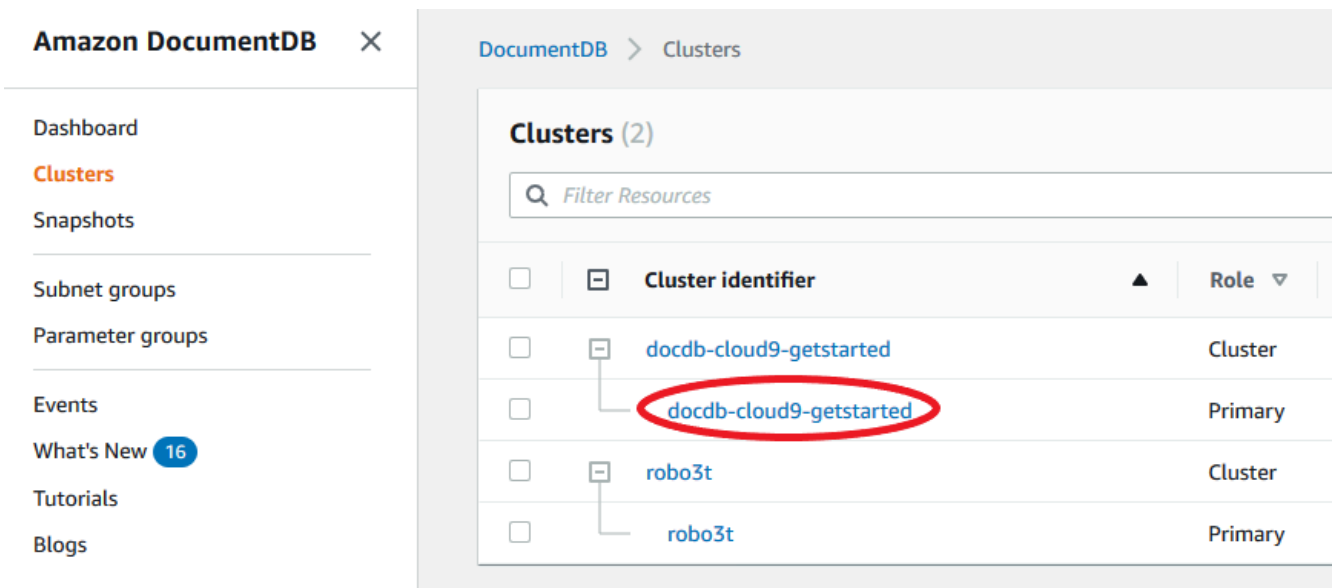 Amazon DocumentDB
Dashboard
Clusters
Snapshots
Subnet groups
Parameter groups
Events
What's New 16
Tutorials
Blogs
DocumentDB > Clusters
Clusters (2)
Filter Resources
Cluster identifier Role
docdb-cloud9-getstarted Cluster
docdb-cloud9-getstarted Primary
robo3t Cluster
robo3t Primary